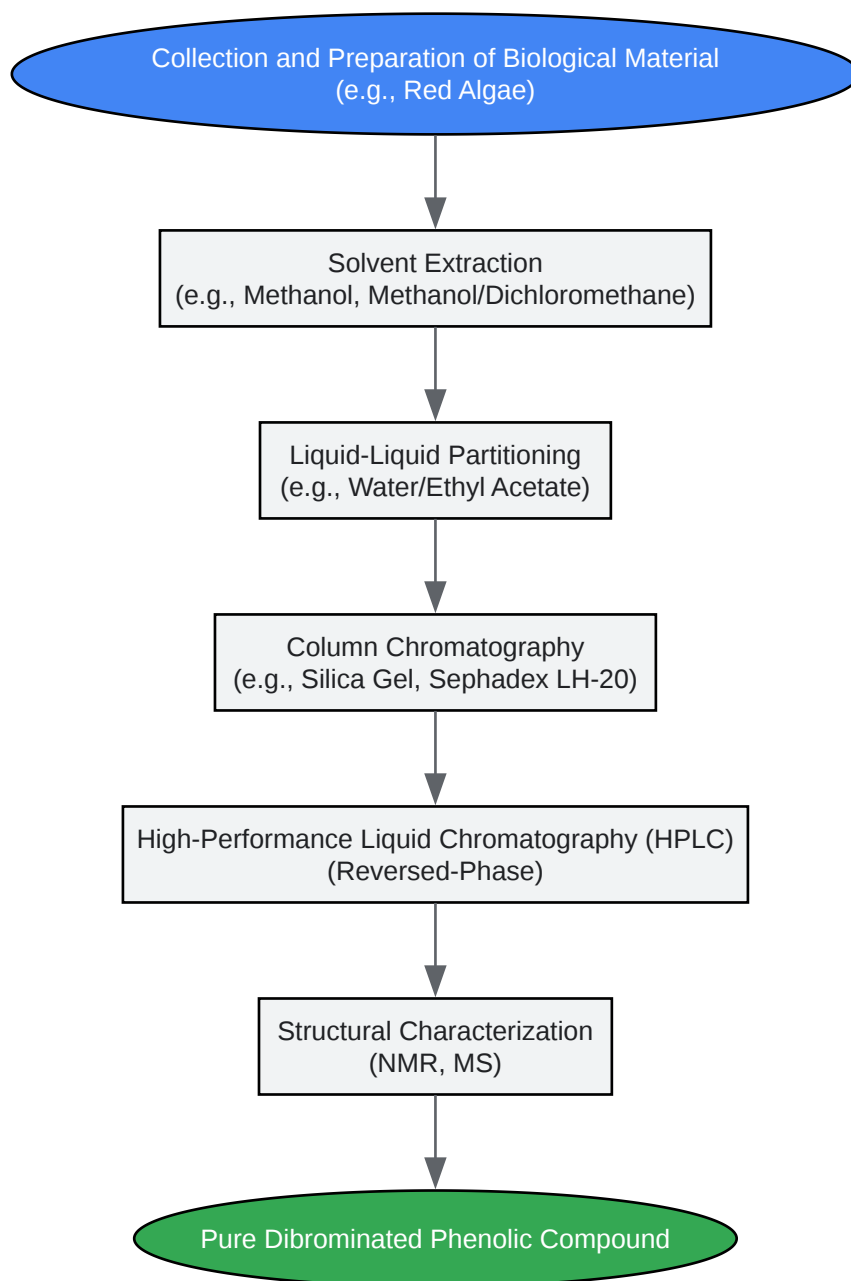 Collection and Preparation of Biological Material
(e.g., Red Algae)
Solvent Extraction
(e.g., Methanol, Methanol/Dichloromethane)
Liquid-Liquid Partitioning
(e.g., Water/Ethyl Acetate)
Column Chromatography
(e.g., Silica Gel, Sephadex LH-20)
High-Performance Liquid Chromatography (HPLC)
(Reversed-Phase)
Structural Characterization
(NMR, MS)
Pure Dibrominated Phenolic Compound